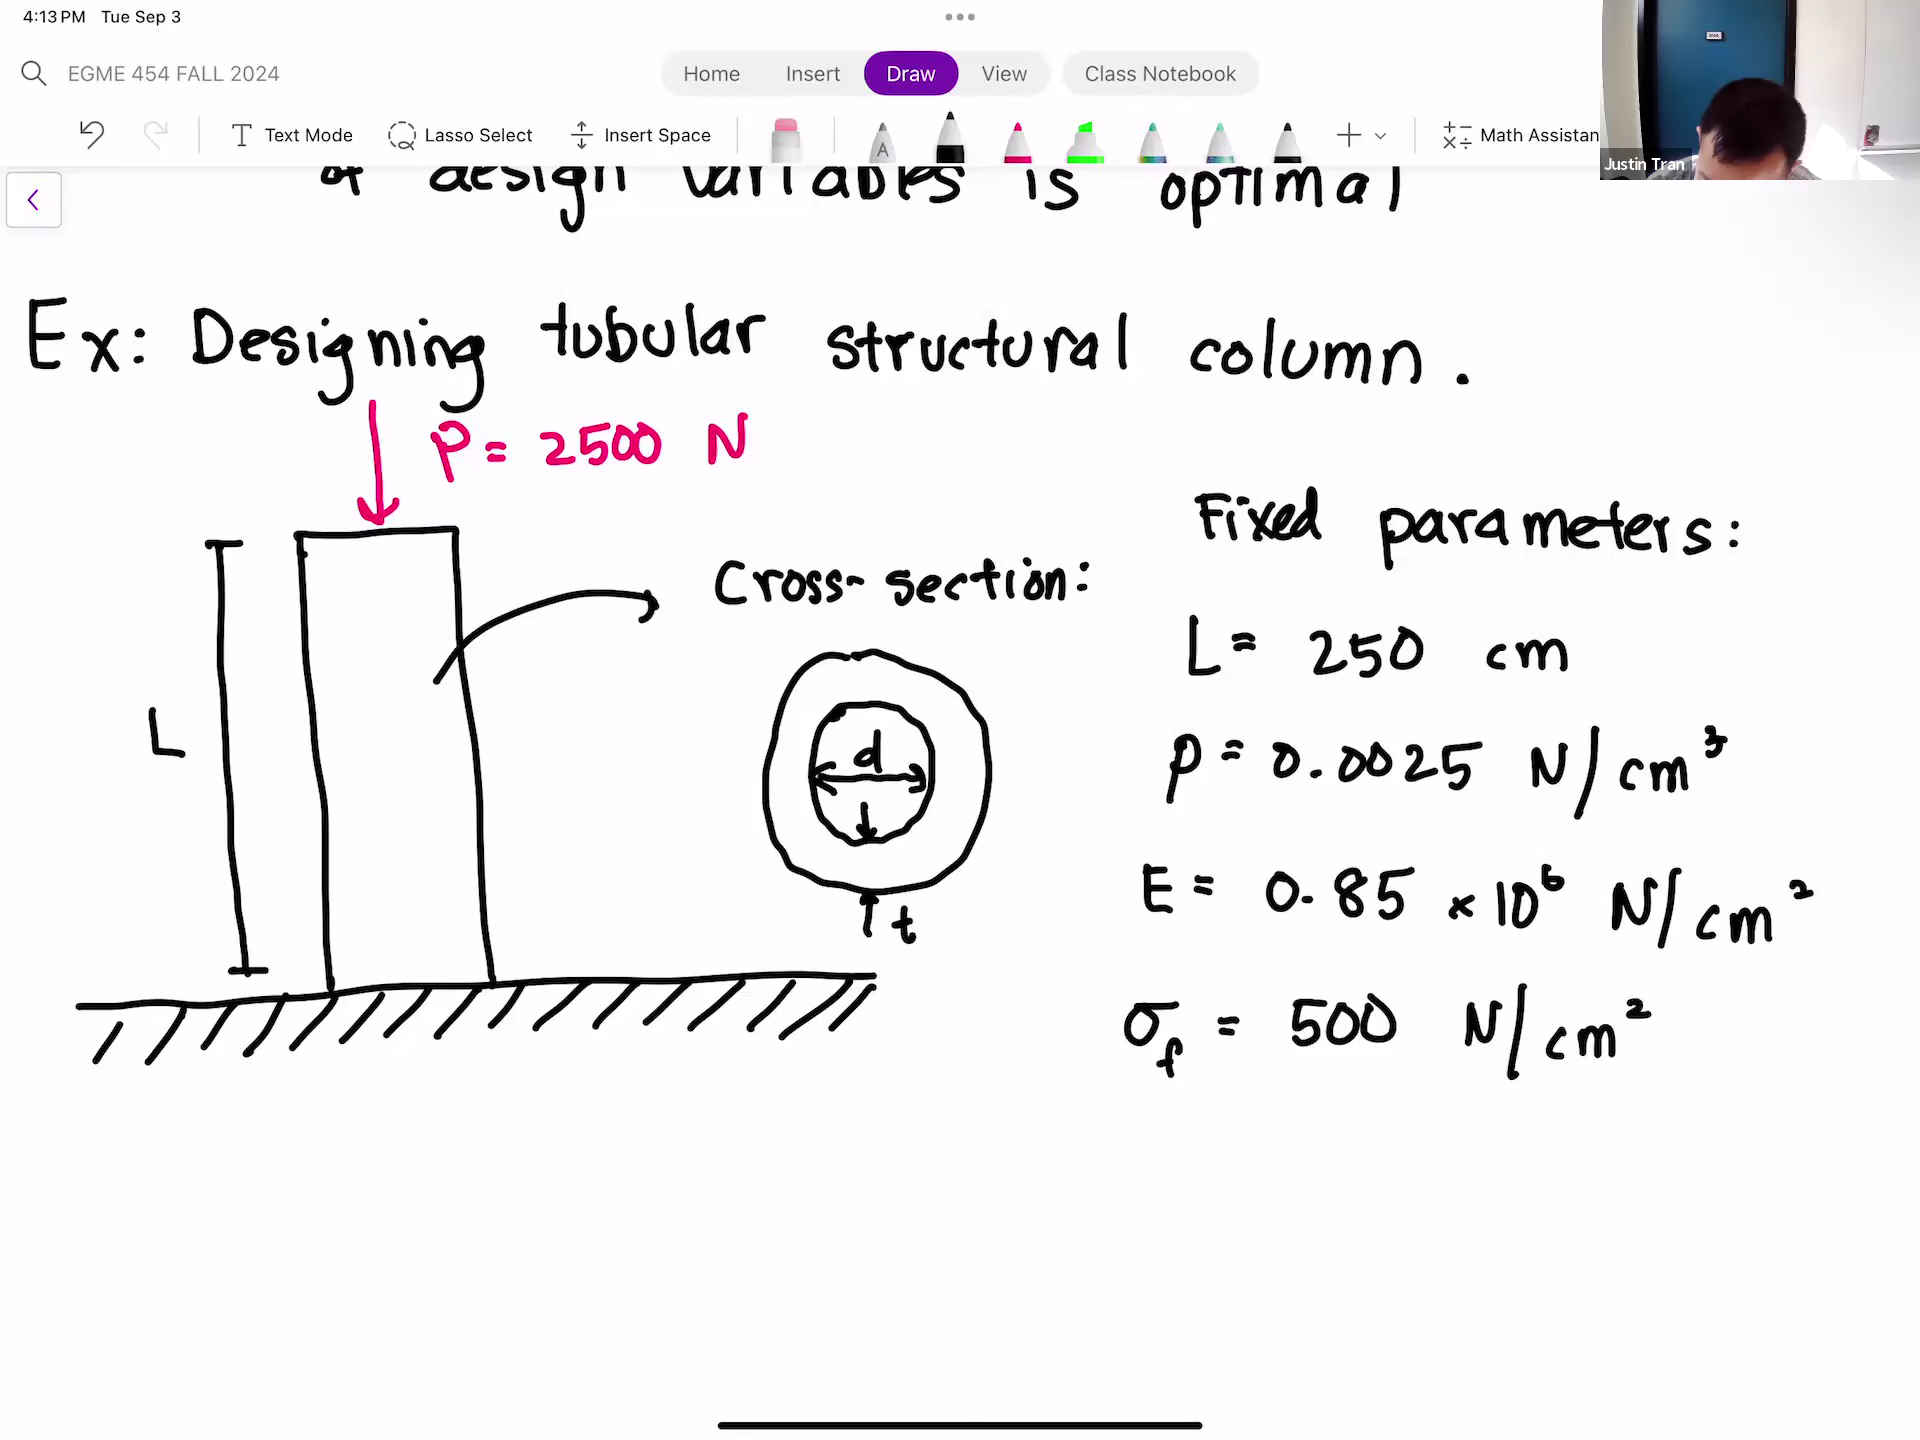 4:13 PM Tue Sep 3
EGME 454 FALL 2024
Home Insert Draw View Class Notebook
Text Mode Lasso Select Insert Space A Math Assistan
Justin Tran
of design variables is optimal
Ex: Designing tubular structural column.
P = 2500 N
Fixed parameters:
Cross-section:
L = 250 cm
L
d
ρ = 0.0025 N/cm³
E = 0.85 × 10⁶ N/cm²
t
σ_f = 500 N/cm²